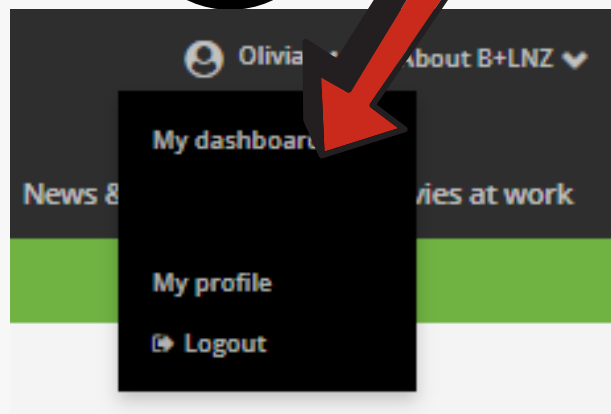 Olivia
About B+LNZ
My dashboard
News &
vies at work
My profile
Logout